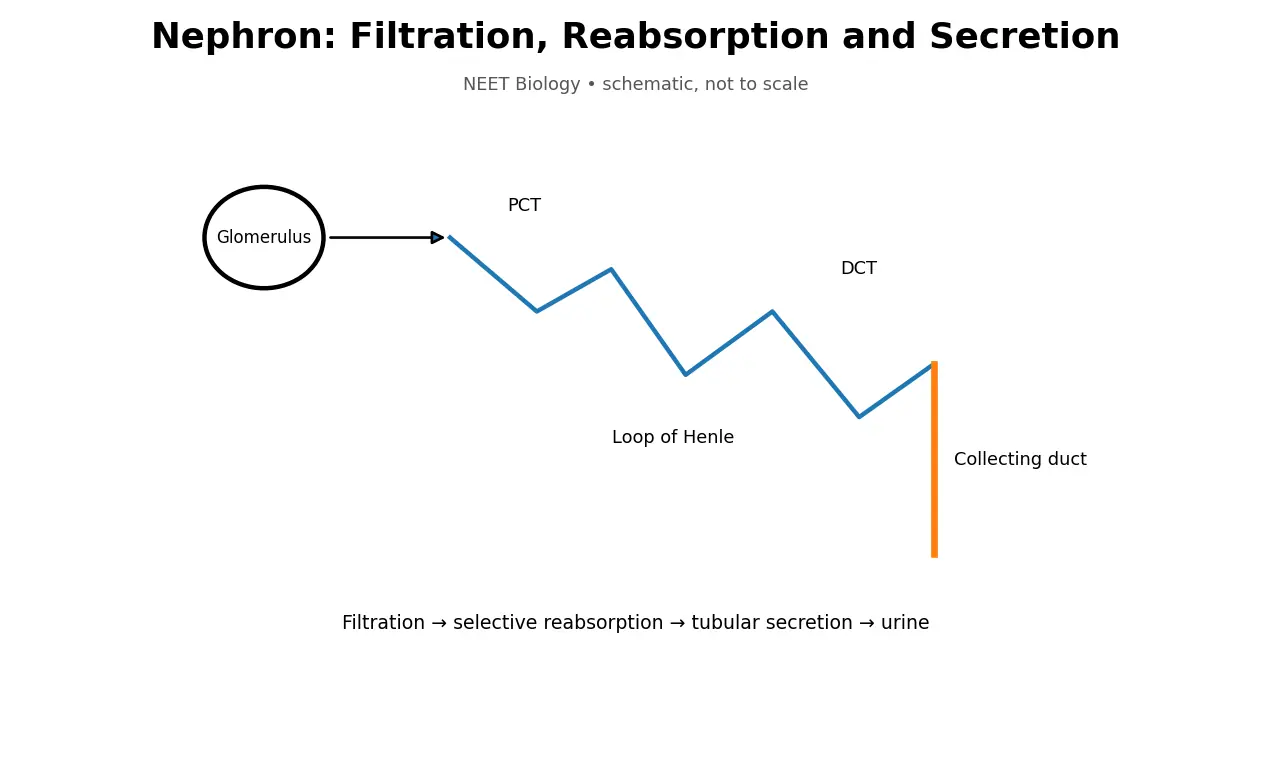 Nephron: Filtration, Reabsorption and Secretion
NEET Biology • schematic, not to scale
PCT
Glomerulus
DCT
Loop of Henle
Collecting duct
Filtration → selective reabsorption → tubular secretion → urine